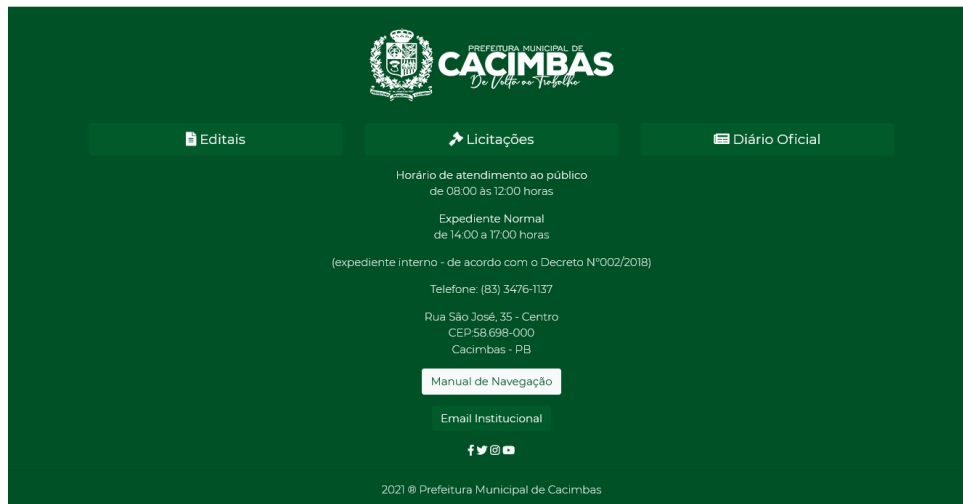 PREFEITURA MUNICIPAL DE
CACIMBAS
De Volta ao Trabalho
Editais
Licitações
Diário Oficial
Horário de atendimento ao público
de 08:00 às 12:00 horas
Expediente Normal
de 14:00 a 17:00 horas
(expediente interno - de acordo com o Decreto Nº002/2018)
Telefone: (83) 3476-1137
Rua São José, 35 - Centro
CEP:58.698-000
Cacimbas - PB
Manual de Navegação
Email Institucional
2021 ® Prefeitura Municipal de Cacimbas